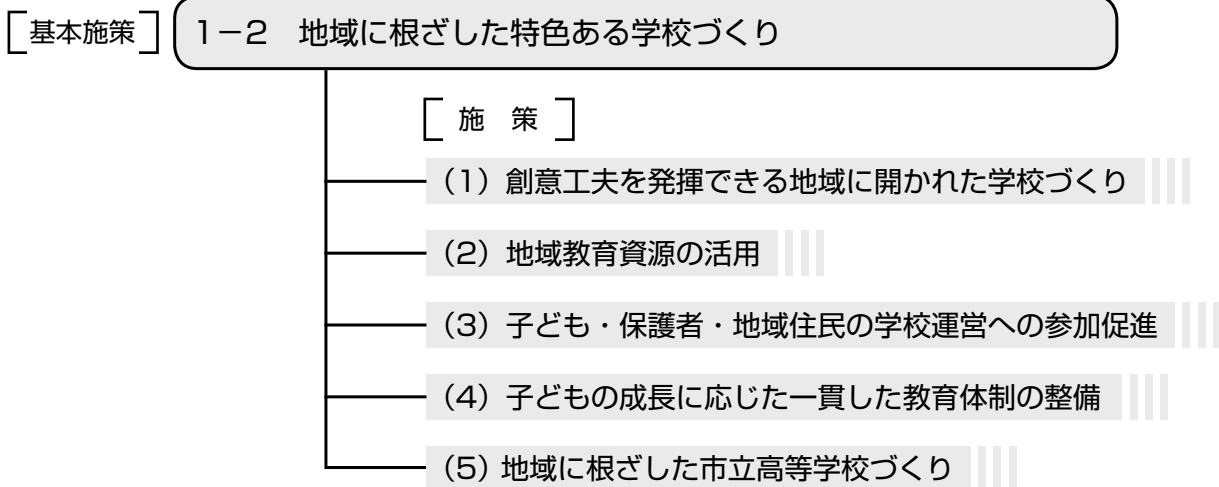 [基本施策] 1−2 地域に根ざした特色ある学校づくり
[施 策]
(1)創意工夫を発揮できる地域に開かれた学校づくり
(2)地域教育資源の活用
(3)子ども・保護者・地域住民の学校運営への参加促進
(4)子どもの成長に応じた一貫した教育体制の整備
(5)地域に根ざした市立高等学校づくり